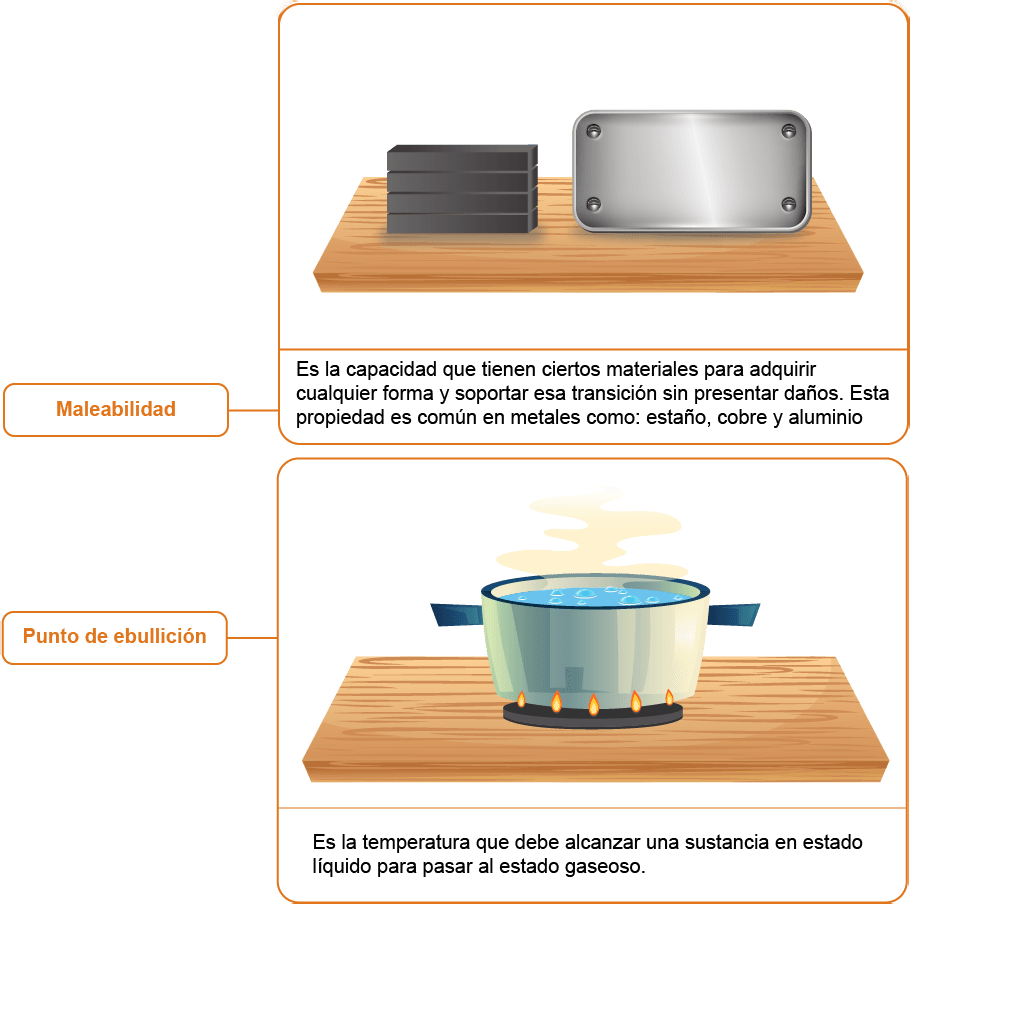 Maleabilidad
Es la capacidad que tienen ciertos materiales para adquirir
cualquier forma y soportar esa transición sin presentar daños. Esta
propiedad es común en metales como: estaño, cobre y aluminio
Punto de ebullición
Es la temperatura que debe alcanzar una sustancia en estado
líquido para pasar al estado gaseoso.